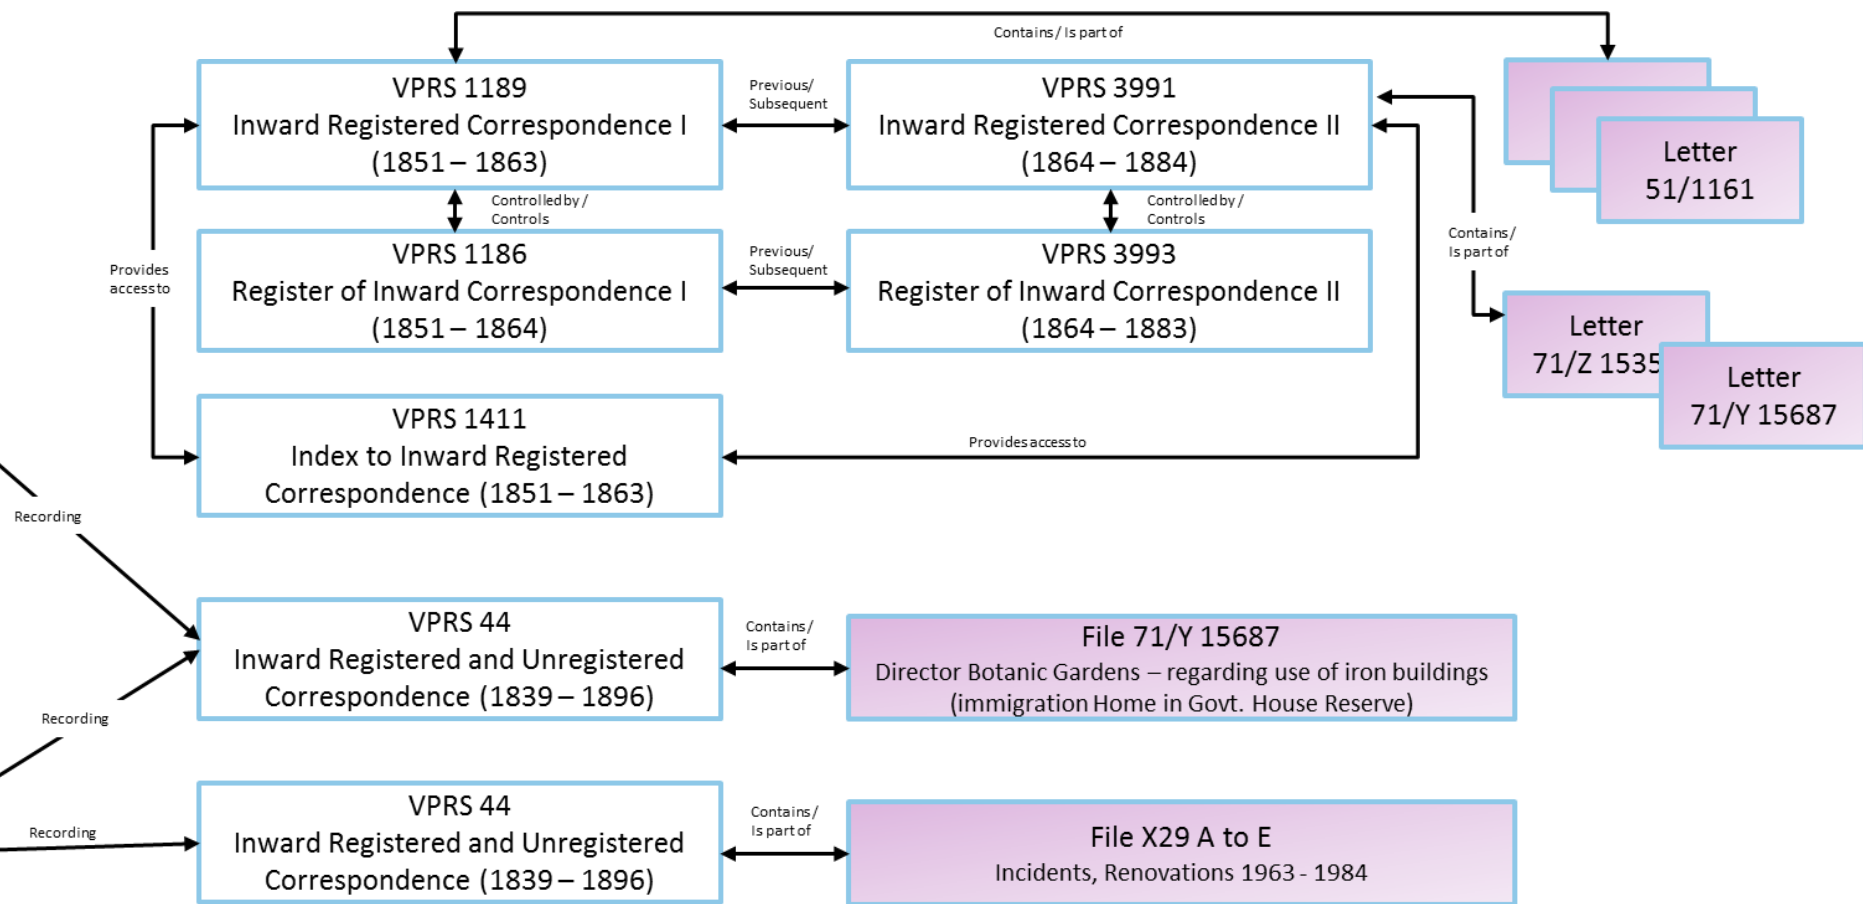 Contains / Is part of
VPRS 1189
Inward Registered Correspondence I
(1851 – 1863)
Previous/
Subsequent
VPRS 3991
Inward Registered Correspondence II
(1864 – 1884)
Letter
51/1161
Controlled by /
Controls
Controlled by /
Controls
Contains /
Is part of
Provides
access to
VPRS 1186
Register of Inward Correspondence I
(1851 – 1864)
Previous/
Subsequent
VPRS 3993
Register of Inward Correspondence II
(1864 – 1883)
Letter
71/Z 1535
Letter
71/Y 15687
VPRS 1411
Index to Inward Registered
Correspondence (1851 – 1863)
Provides access to
Recording
VPRS 44
Inward Registered and Unregistered
Correspondence (1839 – 1896)
Contains /
Is part of
File 71/Y 15687
Director Botanic Gardens – regarding use of iron buildings
(immigration Home in Govt. House Reserve)
Recording
Recording
VPRS 44
Inward Registered and Unregistered
Correspondence (1839 – 1896)
Contains /
Is part of
File X29 A to E
Incidents, Renovations 1963 - 1984